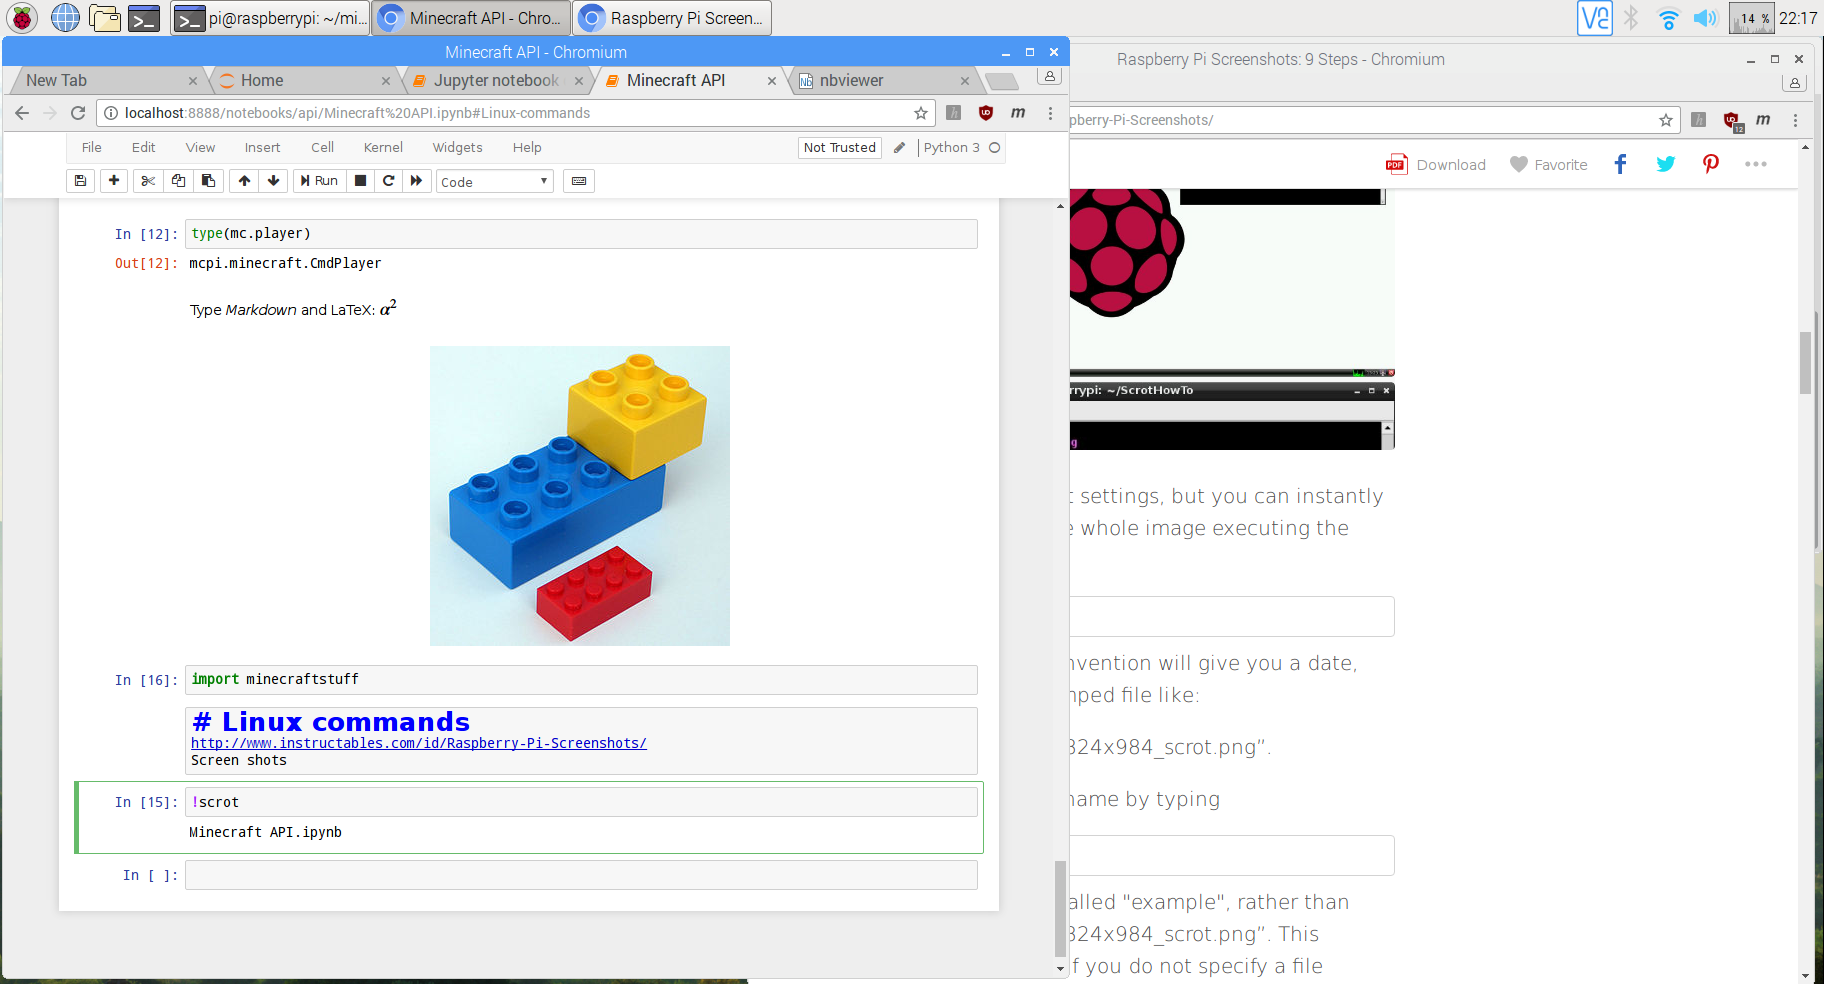 pi@raspberrypi: ~/mi...
Minecraft API - Chro...
Raspberry Pi Screen...
14 %
22:17
Minecraft API - Chromium
New Tab
Home
Jupyter notebook
Minecraft API
nbviewer
localhost:8888/notebooks/api/Minecraft%20API.ipynb#Linux-commands
File Edit View Insert Cell Kernel Widgets Help
Not Trusted
Python 3
Run
Code
In [12]: type(mc.player)
Out[12]: mcpi.minecraft.CmdPlayer
Type Markdown and LaTeX: α²
In [16]: import minecraftstuff
# Linux commands
http://www.instructables.com/id/Raspberry-Pi-Screenshots/
Screen shots
In [15]: !scrot
Minecraft API.ipynb
In [ ]:
Raspberry Pi Screenshots: 9 Steps - Chromium
pberry-Pi-Screenshots/
12
PDF Download
Favorite
rrypi: ~/ScrotHowTo
g
t settings, but you can instantly
e whole image executing the
nvention will give you a date,
mped file like:
824x984_scrot.png”.
name by typing
alled "example", rather than
824x984_scrot.png”. This
f you do not specify a file